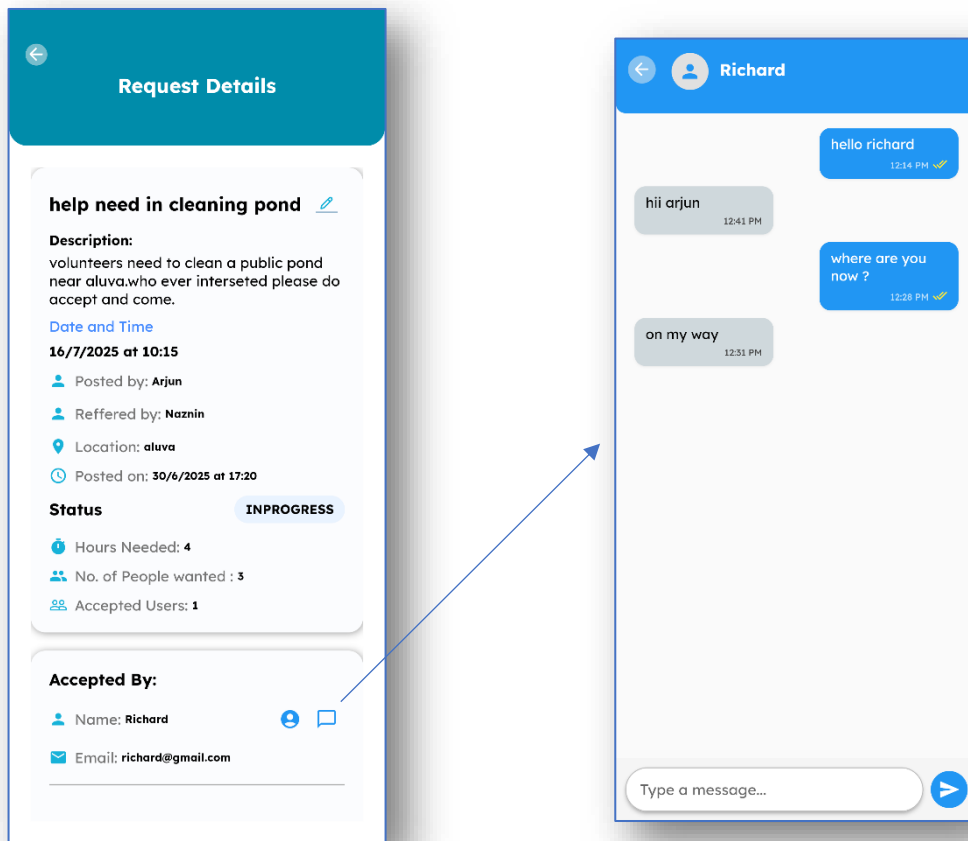 Request Details
help need in cleaning pond
Description:
volunteers need to clean a public pond
near aluva.who ever interseted please do
accept and come.
Date and Time
16/7/2025 at 10:15
Posted by: Arjun
Reffered by: Naznin
Location: aluva
Posted on: 30/6/2025 at 17:20
Status INPROGRESS
Hours Needed: 4
No. of People wanted : 3
Accepted Users: 1
Accepted By:
Name: Richard
Email: richard@gmail.com
Richard
hello richard
12:14 PM
hii arjun
12:41 PM
where are you
now ?
12:28 PM
on my way
12:31 PM
Type a message...